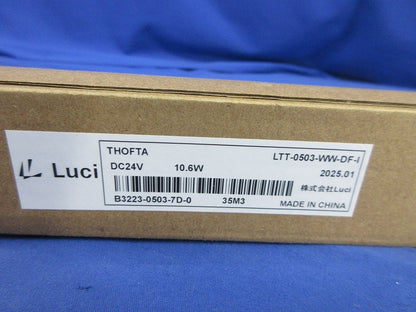 Luci
THOFTA LTT-0503-WW-DF-I
DC24V 10.6W 2025.01
株式会社Luci
B3223-0503-7D-0 35M3 MADE IN CHINA